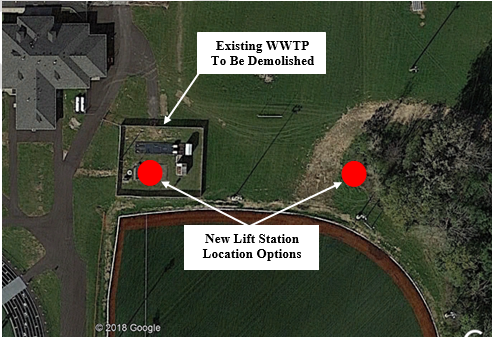 Existing WWTP
To Be Demolished
New Lift Station
Location Options
© 2018 Google